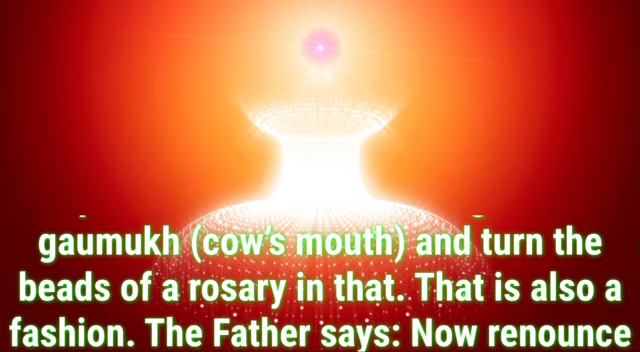 gaumukh (cow's mouth) and turn the
beads of a rosary in that. That is also a
fashion. The Father says: Now renounce